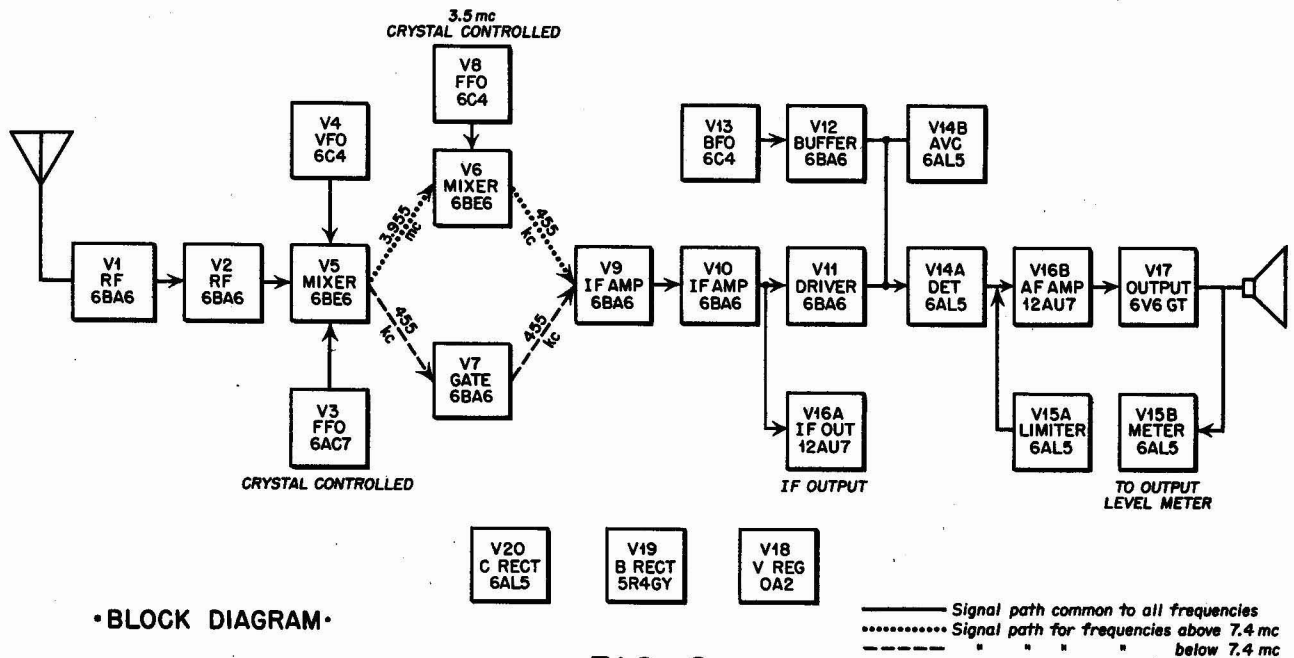 3.5 mc
CRYSTAL CONTROLLED
V8
FFO
6C4
V4
VFO
6C4
V13
BFO
6C4
V12
BUFFER
6BA6
V14B
AVC
6AL5
V6
MIXER
6BE6
3.955
mc
455
kc
V1
RF
6BA6
V2
RF
6BA6
V5
MIXER
6BE6
V9
IF AMP
6BA6
V10
IF AMP
6BA6
V11
DRIVER
6BA6
V14A
DET
6AL5
V16B
AF AMP
12AU7
V17
OUTPUT
6V6 GT
455
kc
455
kc
V7
GATE
6BA6
V3
FFO
6AC7
CRYSTAL CONTROLLED
V16A
IF OUT
12AU7
IF OUTPUT
V15A
LIMITER
6AL5
V15B
METER
6AL5
TO OUTPUT
LEVEL METER
V20
C RECT
6AL5
V19
B RECT
5R4GY
V18
V REG
0A2
•BLOCK DIAGRAM•
Signal path common to all frequencies
Signal path for frequencies above 7.4 mc
" " " " below 7.4 mc